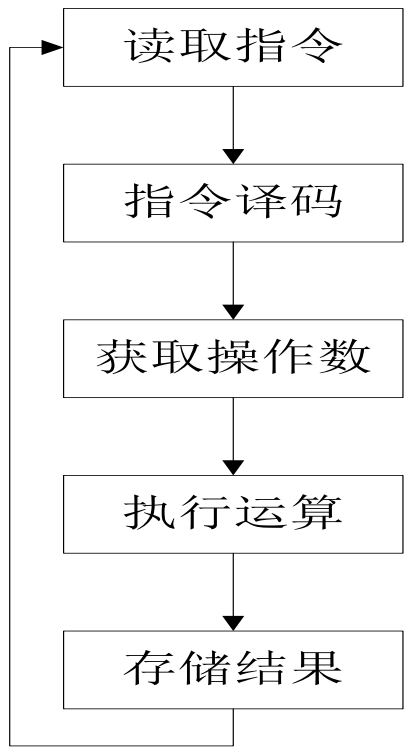 读取指令
指令译码
获取操作数
执行运算
存储结果